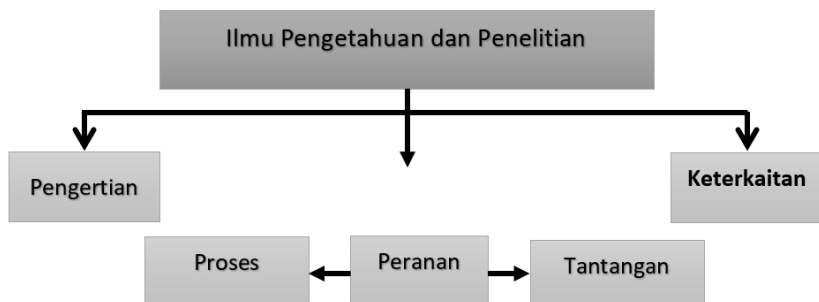 Ilmu Pengetahuan dan Penelitian
Pengertian
Keterkaitan
Proses
Peranan
Tantangan